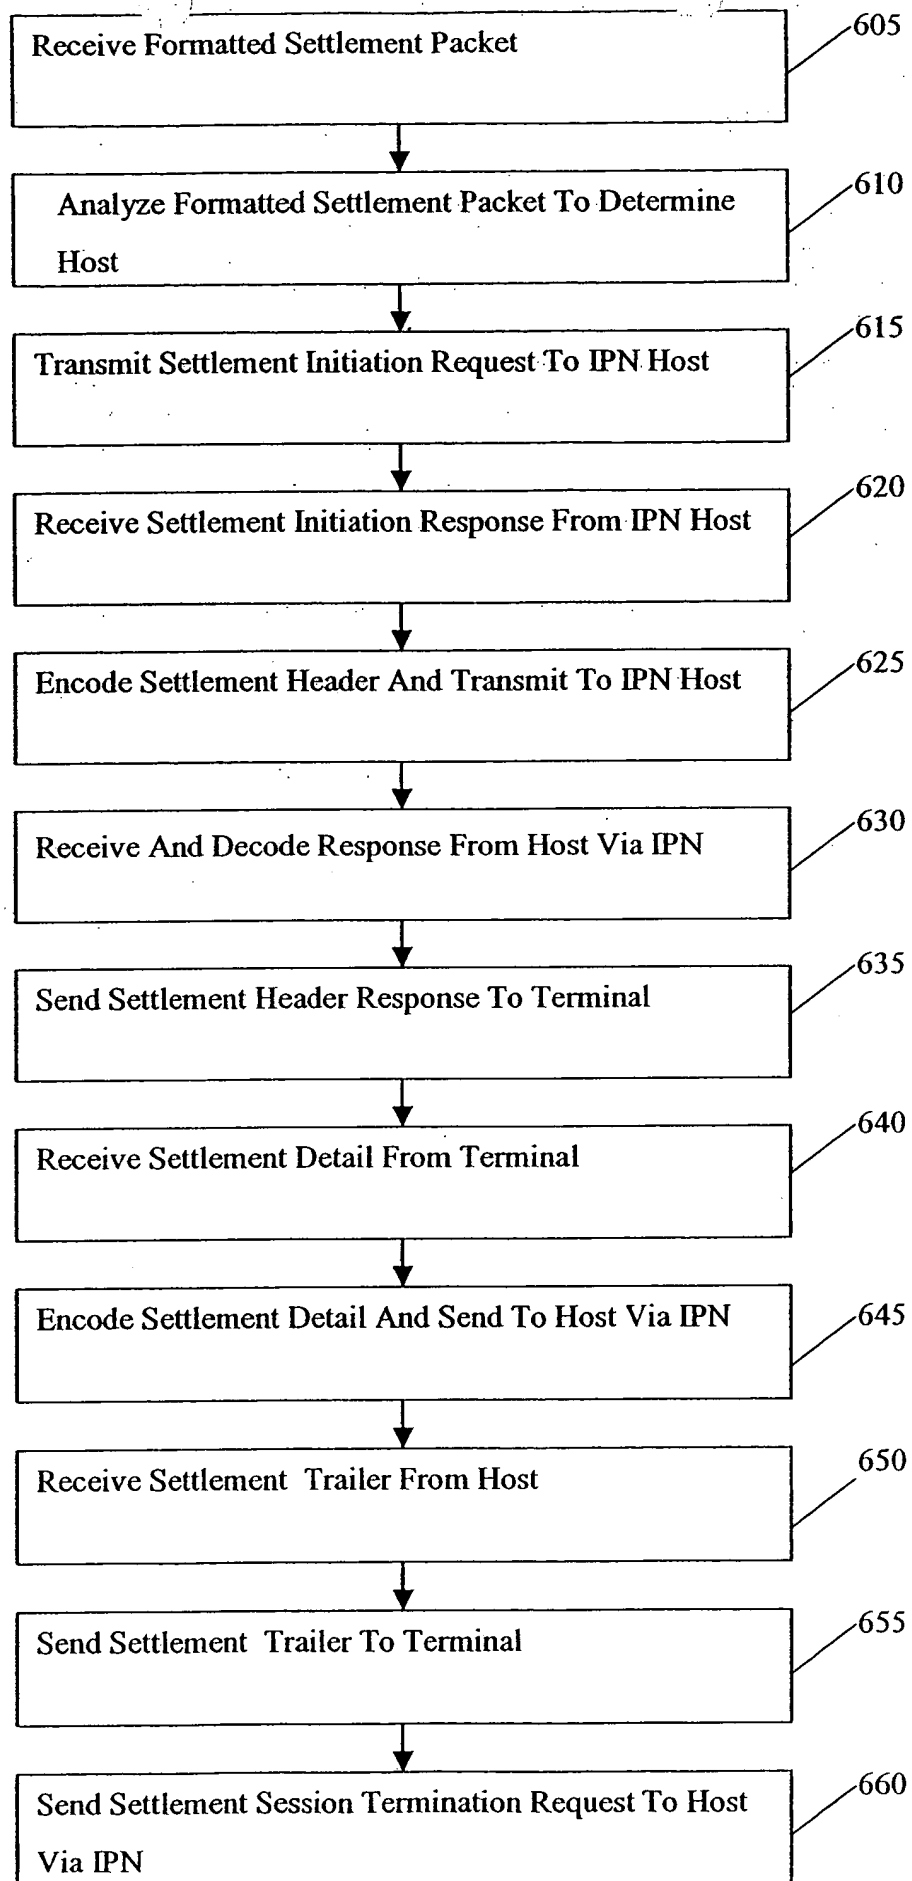 Receive Formatted Settlement Packet
605
Analyze Formatted Settlement Packet To Determine
Host
610
Transmit Settlement Initiation Request To IPN Host
615
Receive Settlement Initiation Response From IPN Host
620
Encode Settlement Header And Transmit To IPN Host
625
Receive And Decode Response From Host Via IPN
630
Send Settlement Header Response To Terminal
635
Receive Settlement Detail From Terminal
640
Encode Settlement Detail And Send To Host Via IPN
645
Receive Settlement Trailer From Host
650
Send Settlement Trailer To Terminal
655
Send Settlement Session Termination Request To Host
Via IPN
660